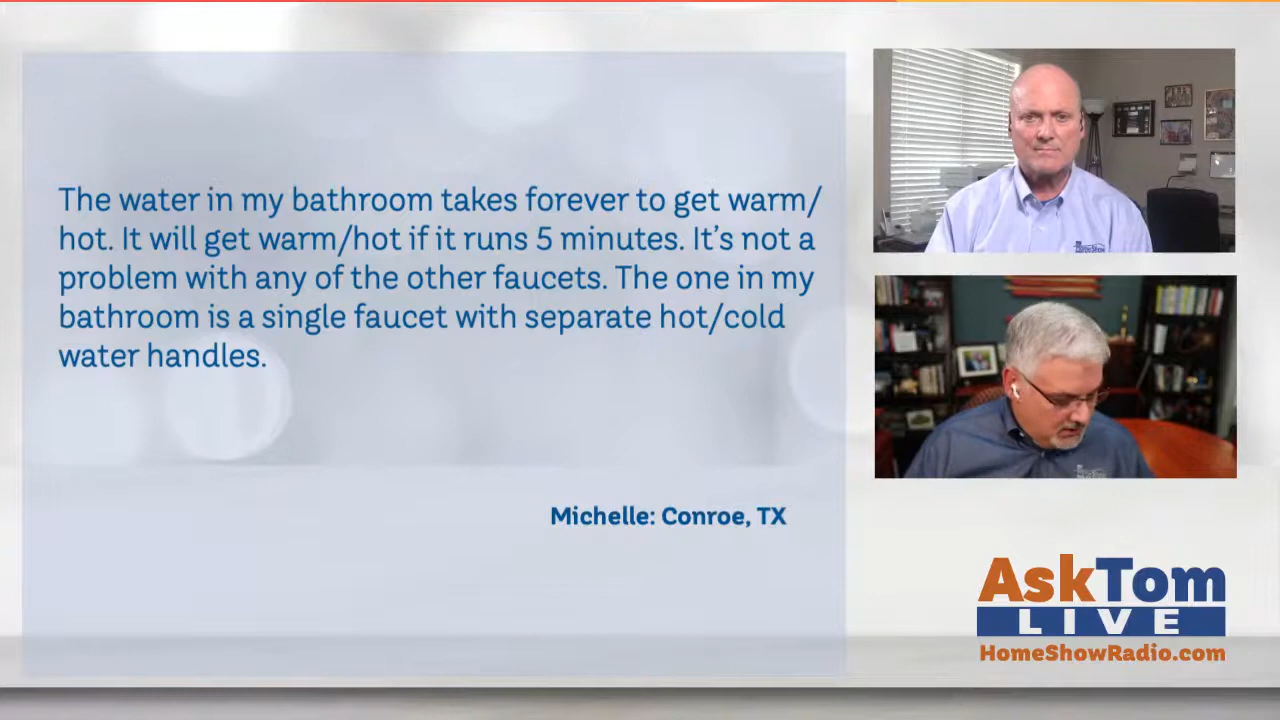 The water in my bathroom takes forever to get warm/
hot. It will get warm/hot if it runs 5 minutes. It's not a
problem with any of the other faucets. The one in my
bathroom is a single faucet with separate hot/cold
water handles.
Michelle: Conroe, TX
AskTom
LIVE
HomeShowRadio.com